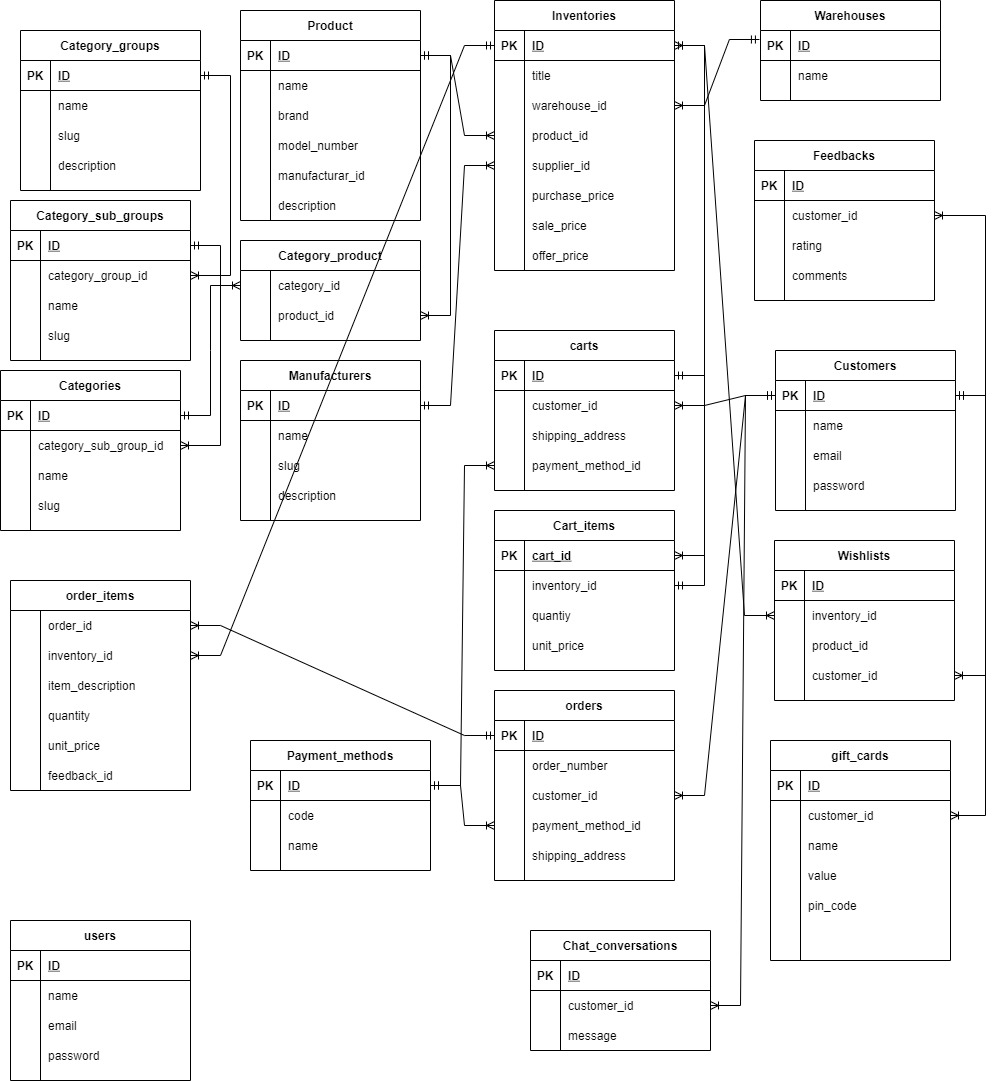 Category_groups
PK ID
name
slug
description
Category_sub_groups
PK ID
category_group_id
name
slug
Categories
PK ID
category_sub_group_id
name
slug
Product
PK ID
name
brand
model_number
manufacturar_id
description
Category_product
category_id
product_id
Manufacturers
PK ID
name
slug
description
Inventories
PK ID
title
warehouse_id
product_id
supplier_id
purchase_price
sale_price
offer_price
Warehouses
PK ID
name
Feedbacks
PK ID
customer_id
rating
comments
carts
PK ID
customer_id
shipping_address
payment_method_id
Customers
PK ID
name
email
password
Cart_items
PK cart_id
inventory_id
quantiy
unit_price
Wishlists
PK ID
inventory_id
product_id
customer_id
order_items
order_id
inventory_id
item_description
quantity
unit_price
feedback_id
Payment_methods
PK ID
code
name
orders
PK ID
order_number
customer_id
payment_method_id
shipping_address
gift_cards
PK ID
customer_id
name
value
pin_code
users
PK ID
name
email
password
Chat_conversations
PK ID
customer_id
message